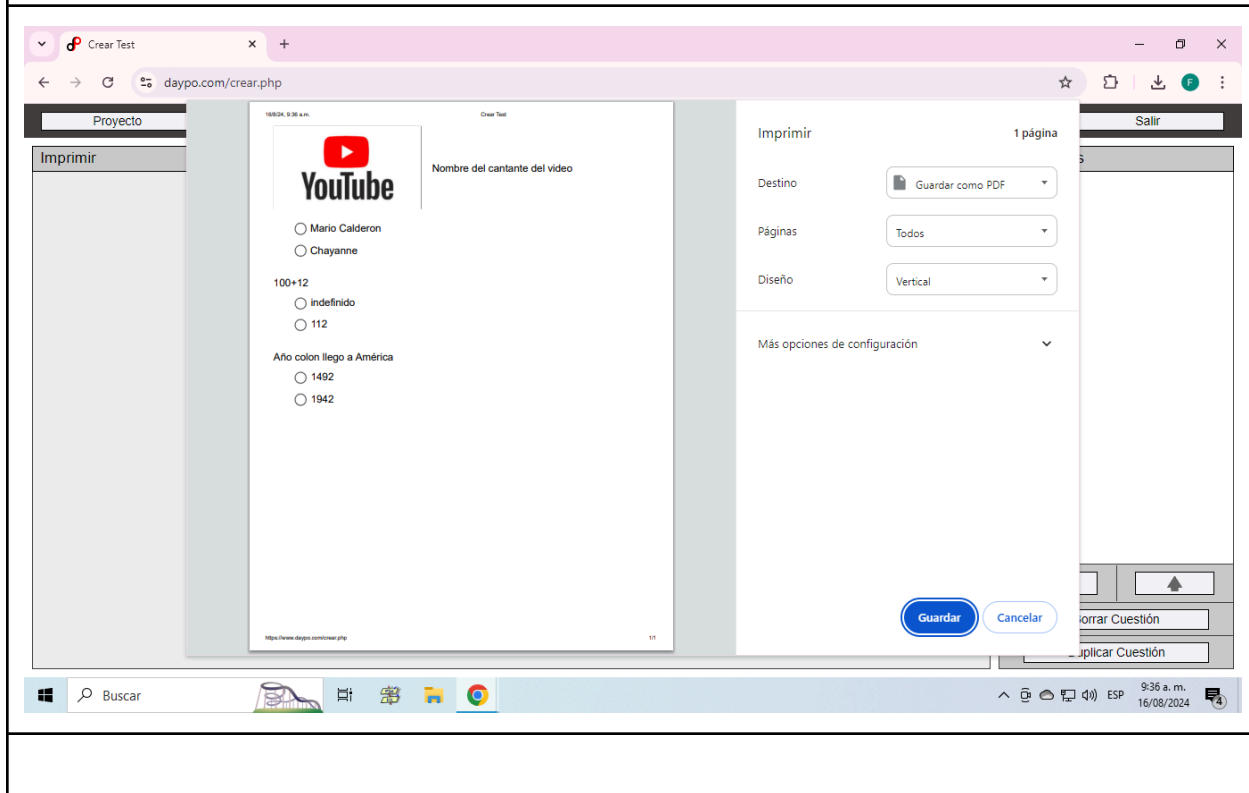 Crear Test
daypo.com/crear.php
F
Proyecto
Salir
Imprimir
s
16/8/24, 9:36 a.m.
Crear Test
YouTube
Nombre del cantante del video
Mario Calderon
Chayanne
100+12
indefinido
112
Año colon llego a América
1492
1942
https://www.daypo.com/crear.php
1/1
Imprimir
1 página
Destino
Guardar como PDF
Páginas
Todos
Diseño
Vertical
Más opciones de configuración
Guardar
Cancelar
orrar Cuestión
uplicar Cuestión
Buscar
ESP
9:36 a. m.
16/08/2024
4